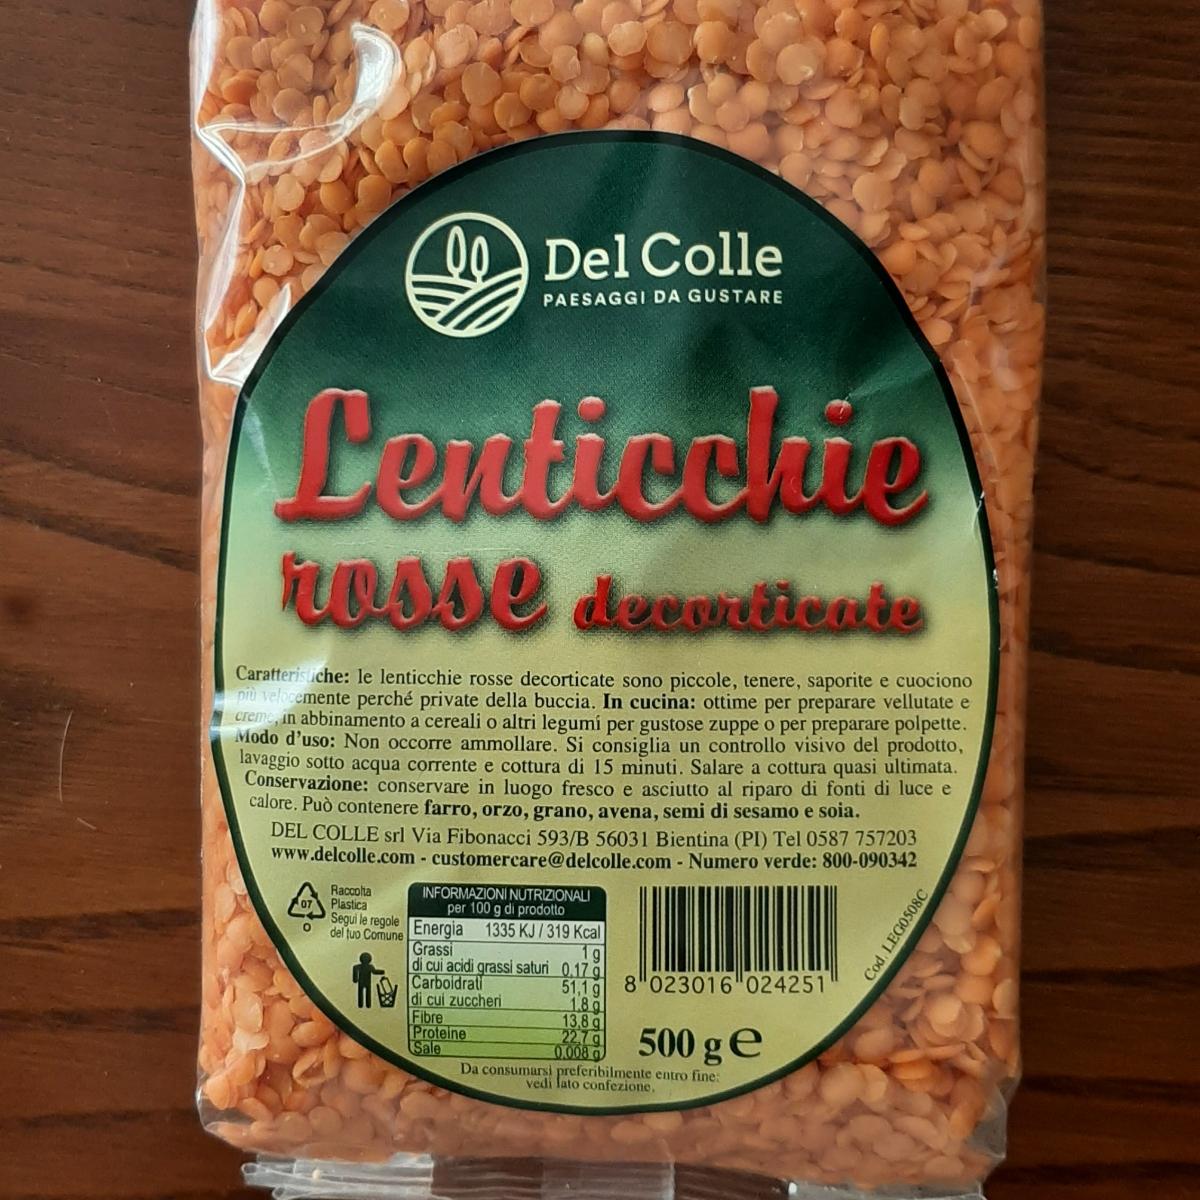 Del Colle
PAESAGGI DA GUSTARE
Lenticchie
rosse decorticate
Caratteristiche: le lenticchie rosse decorticate sono piccole, tenere, saporite e cuociono
più velocemente perché private della buccia. In cucina: ottime per preparare vellutate e
creme, in abbinamento a cereali o altri legumi per gustose zuppe o per preparare polpette.
Modo d'uso: Non occorre ammollare. Si consiglia un controllo visivo del prodotto,
lavaggio sotto acqua corrente e cottura di 15 minuti. Salare a cottura quasi ultimata.
Conservazione: conservare in luogo fresco e asciutto al riparo di fonti di luce e
calore. Può contenere farro, orzo, grano, avena, semi di sesamo e soia.
DEL COLLE srl Via Fibonacci 593/B 56031 Bientina (PI) Tel 0587 757203
www.delcolle.com - customercare@delcolle.com - Numero verde: 800-090342
07
O
Raccolta
Plastica
Segui le regole
del tuo Comune
INFORMAZIONI NUTRIZIONALI
per 100 g di prodotto
Energia 1335 KJ / 319 Kcal
Grassi 1 g
di cui acidi grassi saturi 0,17 g
Carboidrati 51,1 g
di cui zuccheri 1,8 g
Fibre 13,8 g
Proteine 22,7 g
Sale 0,008 g
8 023016 024251
Cod. LEG0508C
500 g e
Da consumarsi preferibilmente entro fine:
vedi lato confezione.